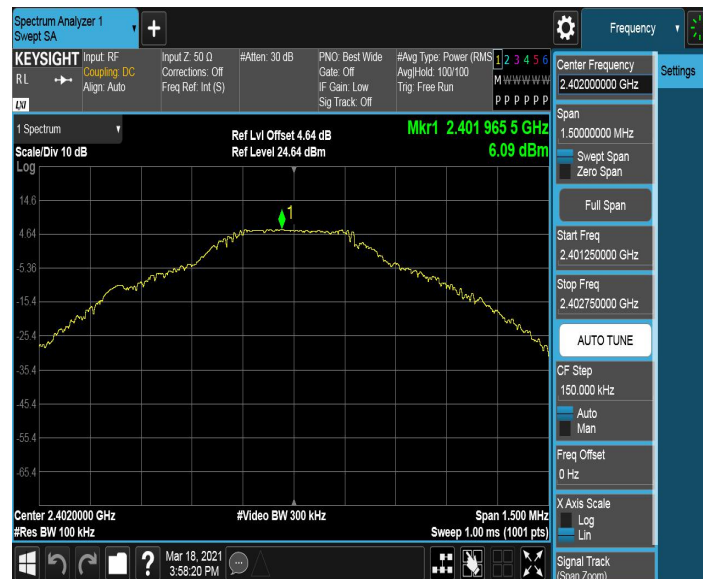 Spectrum Analyzer 1
Swept SA
+
Frequency
KEYSIGHT
RL
LXI
Input: RF
Coupling: DC
Align: Auto
Input Z: 50 Ω
Corrections: Off
Freq Ref: Int (S)
#Atten: 30 dB
PNO: Best Wide
Gate: Off
IF Gain: Low
Sig Track: Off
#Avg Type: Power (RMS
Avg|Hold: 100/100
Trig: Free Run
1 2 3 4 5 6
M W W W W W
P P P P P P
1 Spectrum
Scale/Div 10 dB
Log
Ref Lvl Offset 4.64 dB
Ref Level 24.64 dBm
Mkr1 2.401 965 5 GHz
6.09 dBm
1
14.6
4.64
-5.36
-15.4
-25.4
-35.4
-45.4
-55.4
-65.4
Center 2.4020000 GHz
#Res BW 100 kHz
#Video BW 300 kHz
Span 1.500 MHz
Sweep 1.00 ms (1001 pts)
?
Mar 18, 2021
3:58:20 PM
Center Frequency
2.402000000 GHz
Settings
Span
1.50000000 MHz
Swept Span
Zero Span
Full Span
Start Freq
2.401250000 GHz
Stop Freq
2.402750000 GHz
AUTO TUNE
CF Step
150.000 kHz
Auto
Man
Freq Offset
0 Hz
X Axis Scale
Log
Lin
Signal Track
(Span Zoom)